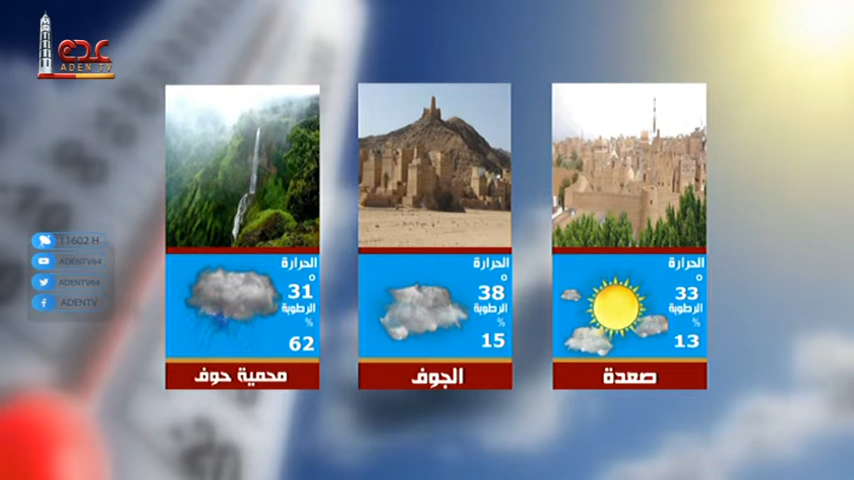 عدن
ADEN TV
11602 H
ADENTV64
ADENTV64
ADENTV
الحرارة
°
31
الرطوبة
%
62
محمية حوف
الحرارة
°
38
الرطوبة
%
15
الجوف
الحرارة
°
33
الرطوبة
%
13
صعدة